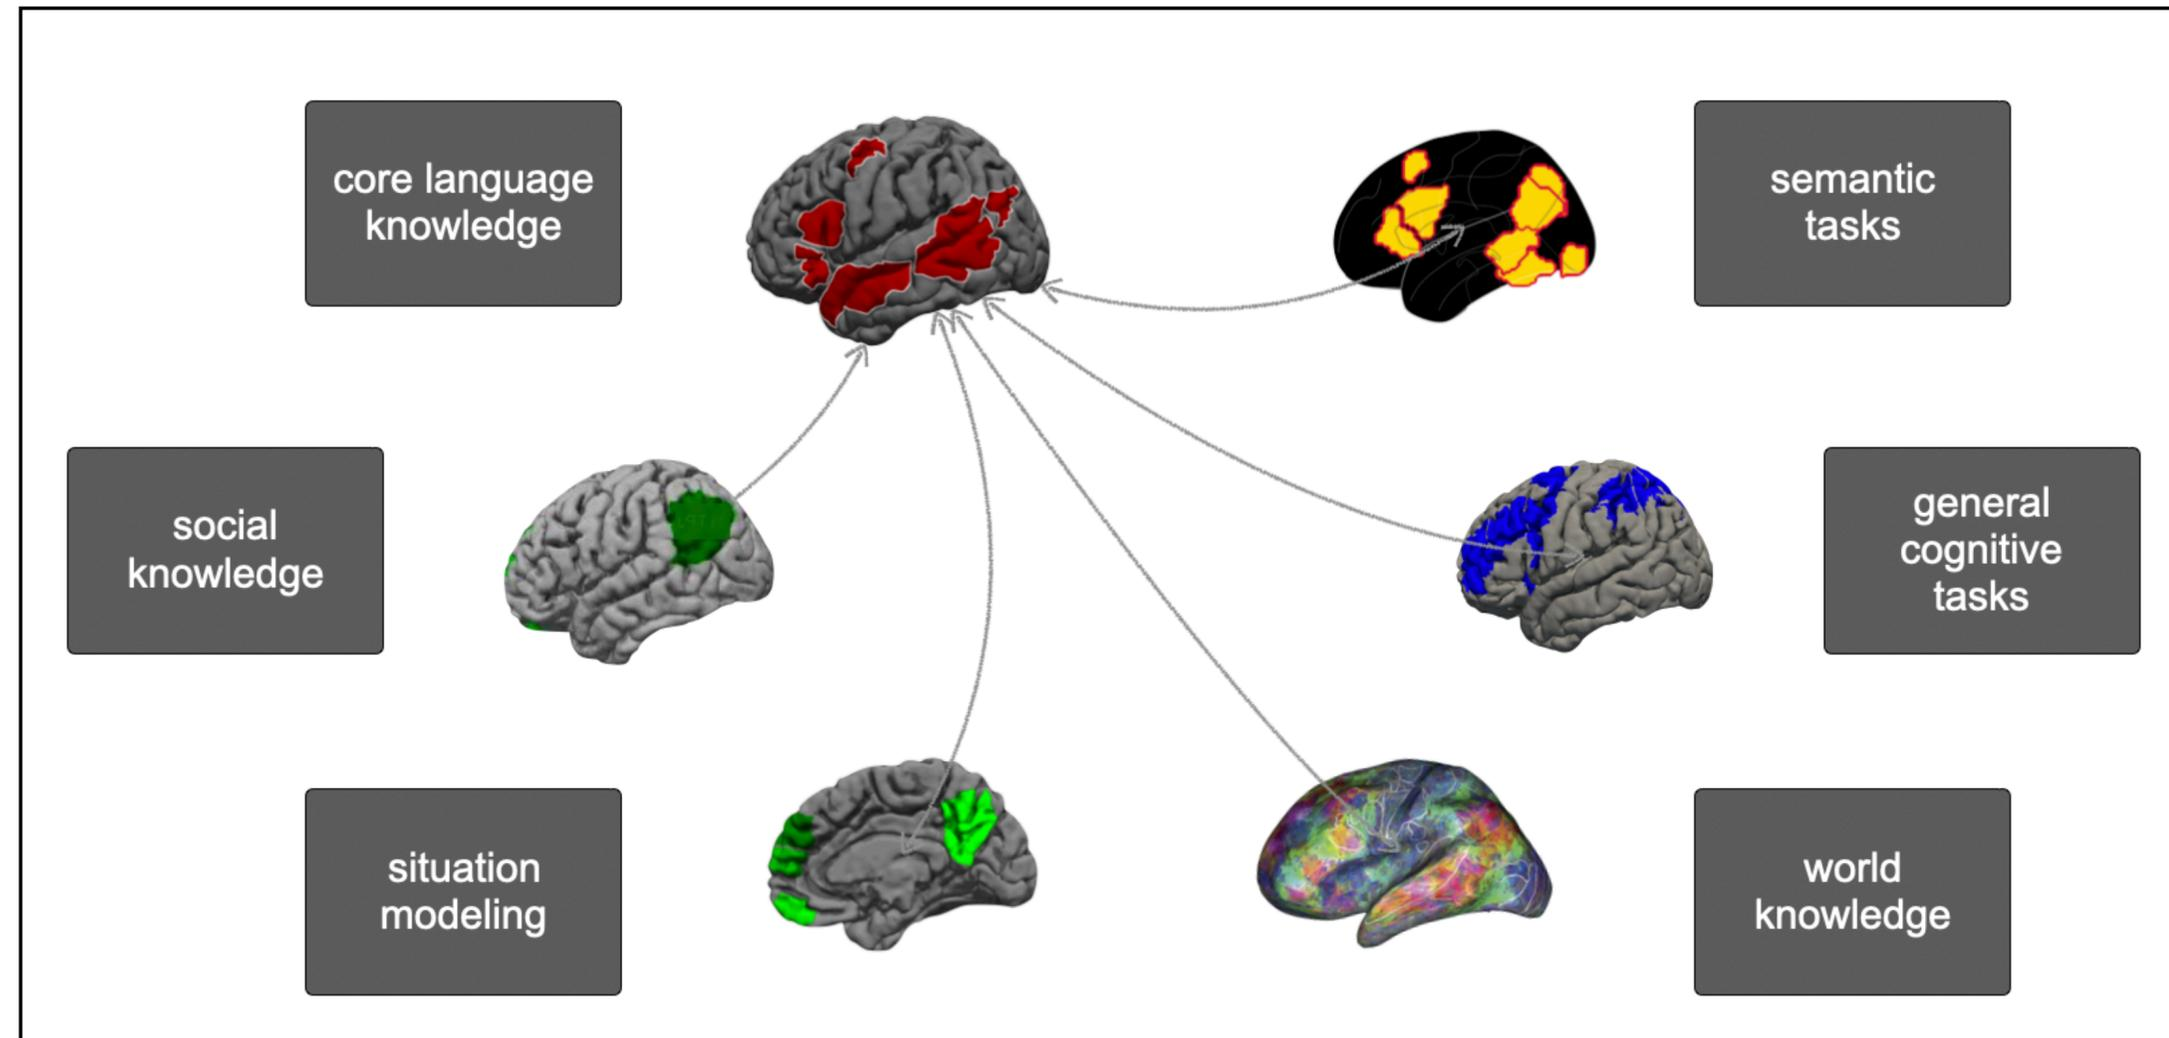 core language
knowledge
semantic
tasks
social
knowledge
general
cognitive
tasks
situation
modeling
world
knowledge